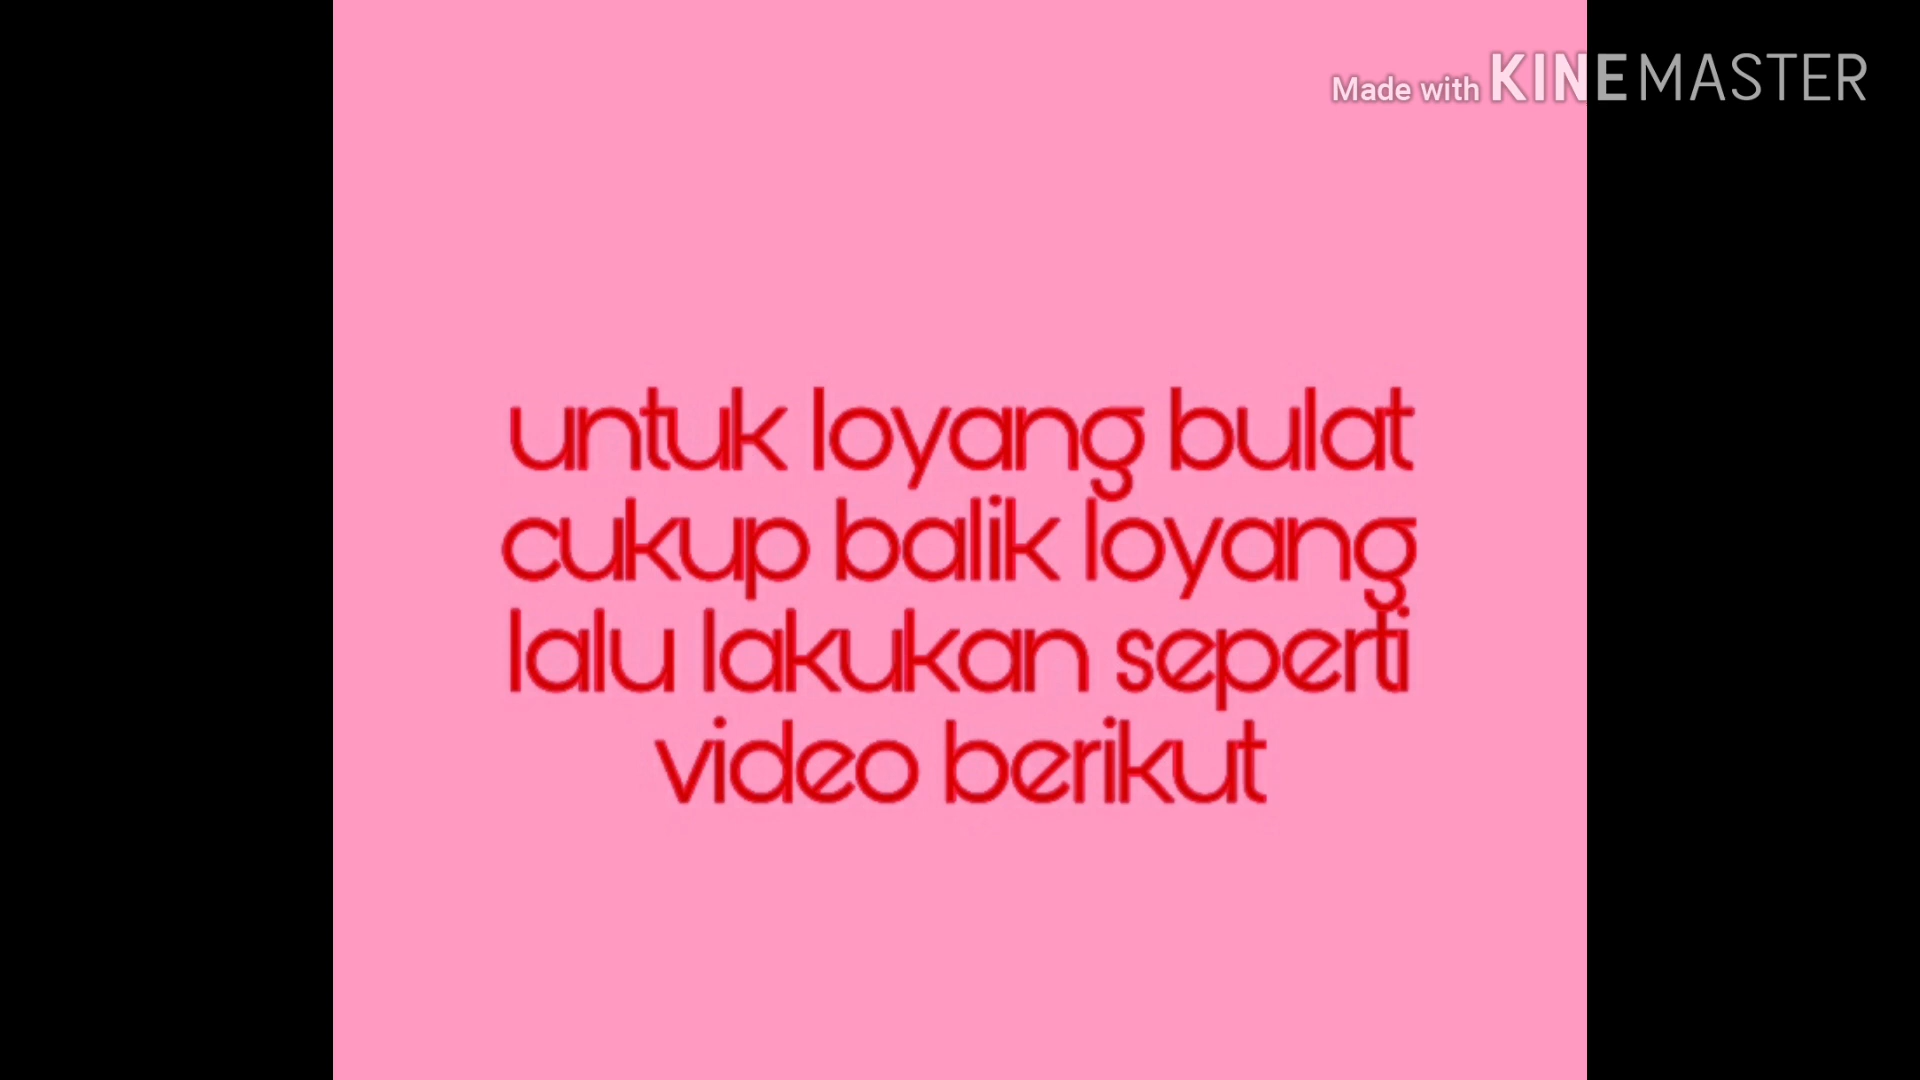 Made with KINEMASTER
untuk loyang bulat
cukup balik loyang
lalu lakukan seperti
video berikut